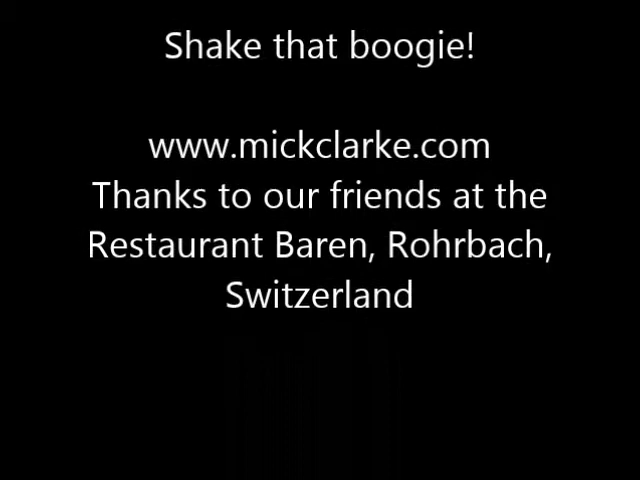 Shake that boogie!
www.mickclarke.com
Thanks to our friends at the
Restaurant Baren, Rohrbach,
Switzerland